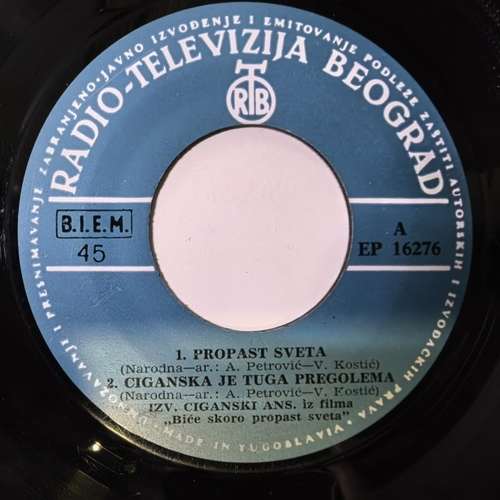 SNIMAVANJE I PRESNIMAVANJE ZABRANJENO · JAVNO IZVOĐENJE I EMITOVANJE PODLEŽE ZAŠTITI AUTORSKIH I IZVOĐAČKIH PRAVA
RADIO-TELEVIZIJA BEOGRAD
RTB
B.I.E.M.
45
A
EP 16276
1. PROPAST SVETA
(Narodna—ar.: A. Petrović—V. Kostić)
2. CIGANSKA JE TUGA PREGOLEMA
(Narodna—ar.: A. Petrović—V. Kostić)
IZV. CIGANSKI ANS. iz filma
„Biće skoro propast sveta"
MADE IN YUGOSLAVIA